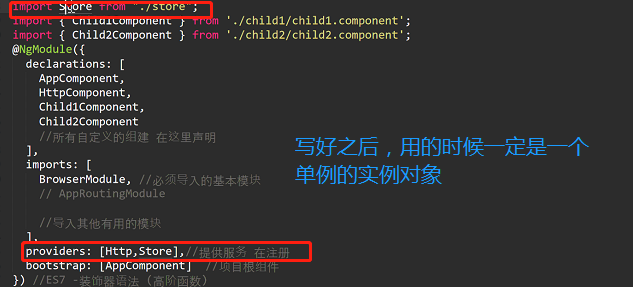 import Store from "./store";
import { Child1Component } from './child1/child1.component';
import { Child2Component } from './child2/child2.component';
@NgModule({
declarations: [
AppComponent,
HttpComponent,
Child1Component,
Child2Component
//所有自定义的组建 在这里声明
],
imports: [
BrowserModule, //必须导入的基本模块
// AppRoutingModule
//导入其他有用的模块
],
providers: [Http,Store],//提供服务 在注册
bootstrap: [AppComponent] //项目根组件
}) //ES7 -装饰器语法（高阶函数）
写好之后，用的时候一定是一个
单例的实例对象